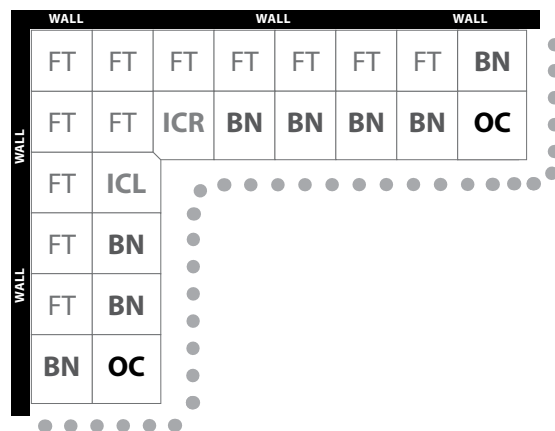 WALL WALL WALL
FT FT FT FT FT FT FT BN
FT FT ICR BN BN BN BN OC
WALL
FT ICL
FT BN
WALL
FT BN
BN OC